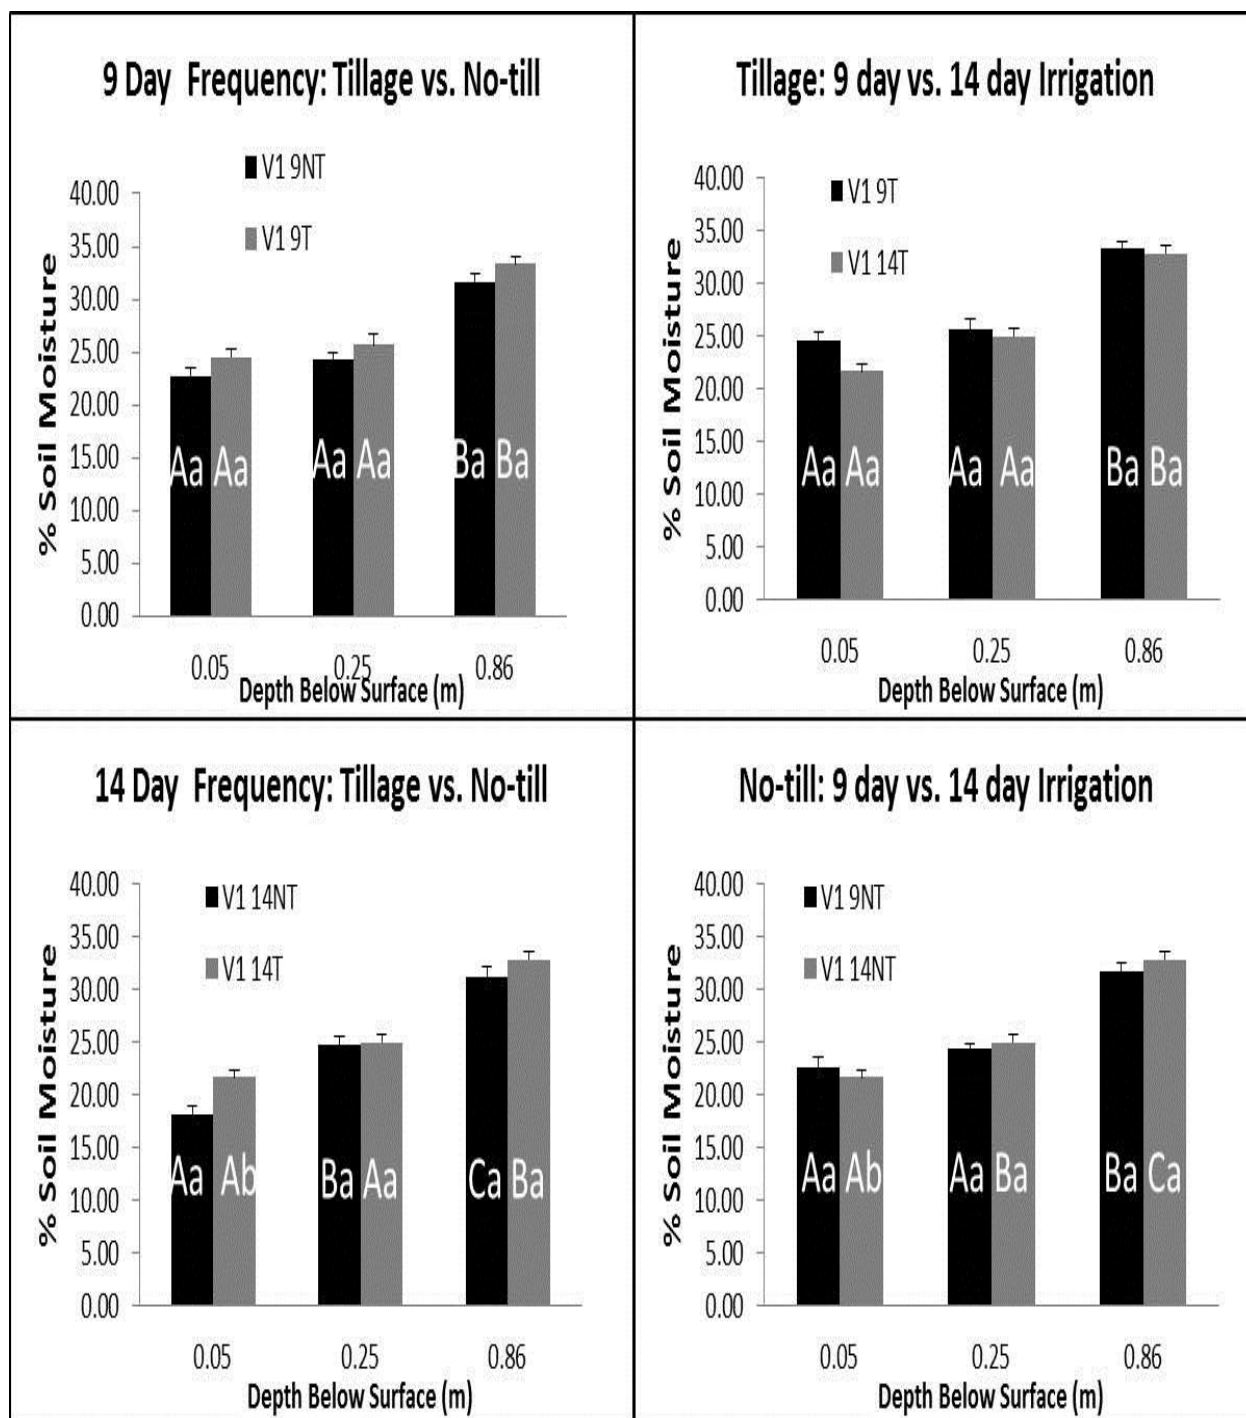 9 Day Frequency: Tillage vs. No-till
V1 9NT
V1 9T
% Soil Moisture
40.00
35.00
30.00
25.00
20.00
15.00
10.00
5.00
0.00
Aa Aa Aa Aa Ba Ba
0.05 0.25 0.86
Depth Below Surface (m)
Tillage: 9 day vs. 14 day Irrigation
V1 9T
V1 14T
% Soil Moisture
40.00
35.00
30.00
25.00
20.00
15.00
10.00
5.00
0.00
Aa Aa Aa Aa Ba Ba
0.05 0.25 0.86
Depth Below Surface (m)
14 Day Frequency: Tillage vs. No-till
V1 14NT
V1 14T
% Soil Moisture
40.00
35.00
30.00
25.00
20.00
15.00
10.00
5.00
0.00
Aa Ab Ba Aa Ca Ba
0.05 0.25 0.86
Depth Below Surface (m)
No-till: 9 day vs. 14 day Irrigation
V1 9NT
V1 14NT
% Soil Moisture
40.00
35.00
30.00
25.00
20.00
15.00
10.00
5.00
0.00
Aa Ab Aa Ba Ba Ca
0.05 0.25 0.86
Depth Below Surface (m)